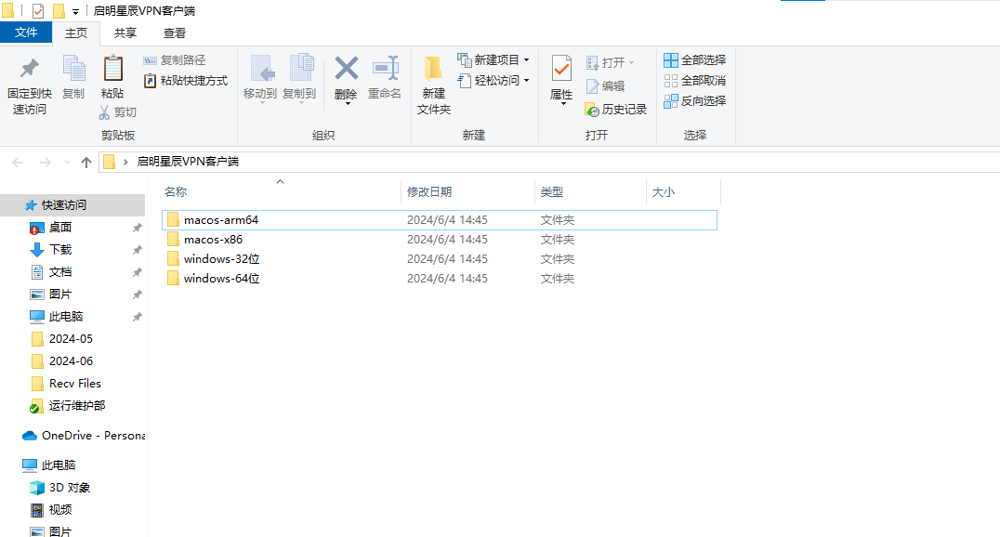 启明星辰VPN客户端
文件 主页 共享 查看
固定到快速访问
复制
粘贴
复制路径
粘贴快捷方式
剪切
剪贴板
移动到 复制到 删除 重命名
组织
新建文件夹
新建项目
轻松访问
新建
属性
打开
编辑
历史记录
打开
全部选择
全部取消
反向选择
选择
启明星辰VPN客户端
名称 修改日期 类型 大小
macos-arm64 2024/6/4 14:45 文件夹
macos-x86 2024/6/4 14:45 文件夹
windows-32位 2024/6/4 14:45 文件夹
windows-64位 2024/6/4 14:45 文件夹
快速访问
桌面
下载
文档
图片
此电脑
2024-05
2024-06
Recv Files
运行维护部
OneDrive - Persona
此电脑
3D 对象
视频
图片